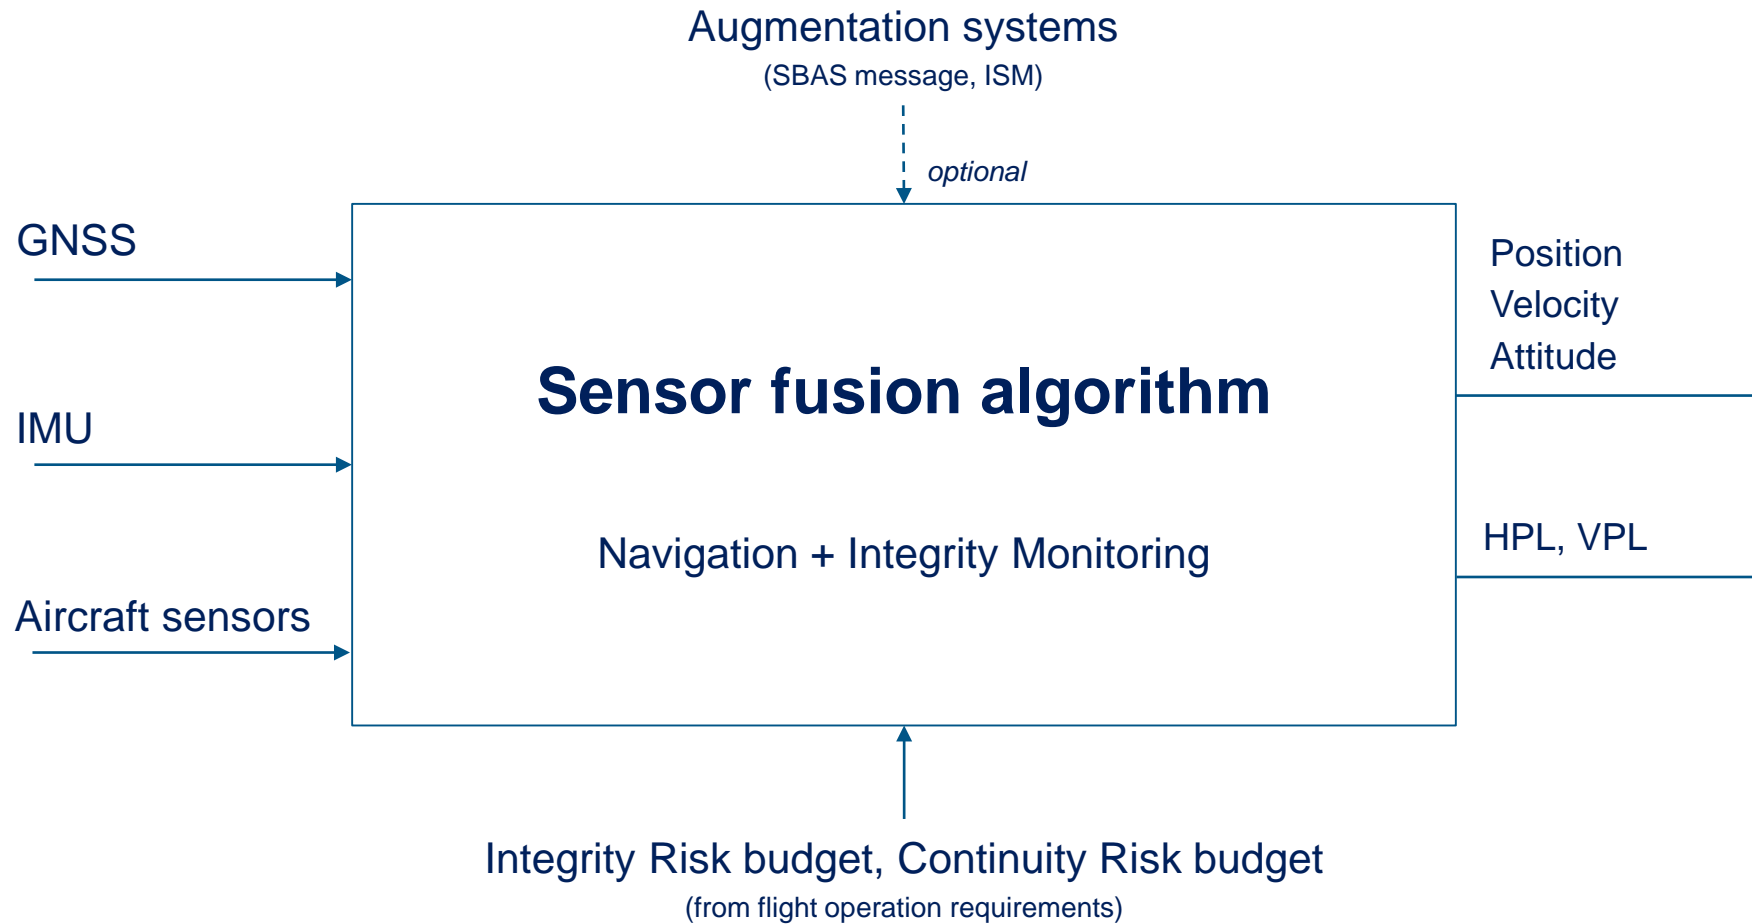 Augmentation systems
(SBAS message, ISM)
optional
GNSS
IMU
Aircraft sensors
Sensor fusion algorithm
Navigation + Integrity Monitoring
Position
Velocity
Attitude
HPL, VPL
Integrity Risk budget, Continuity Risk budget
(from flight operation requirements)